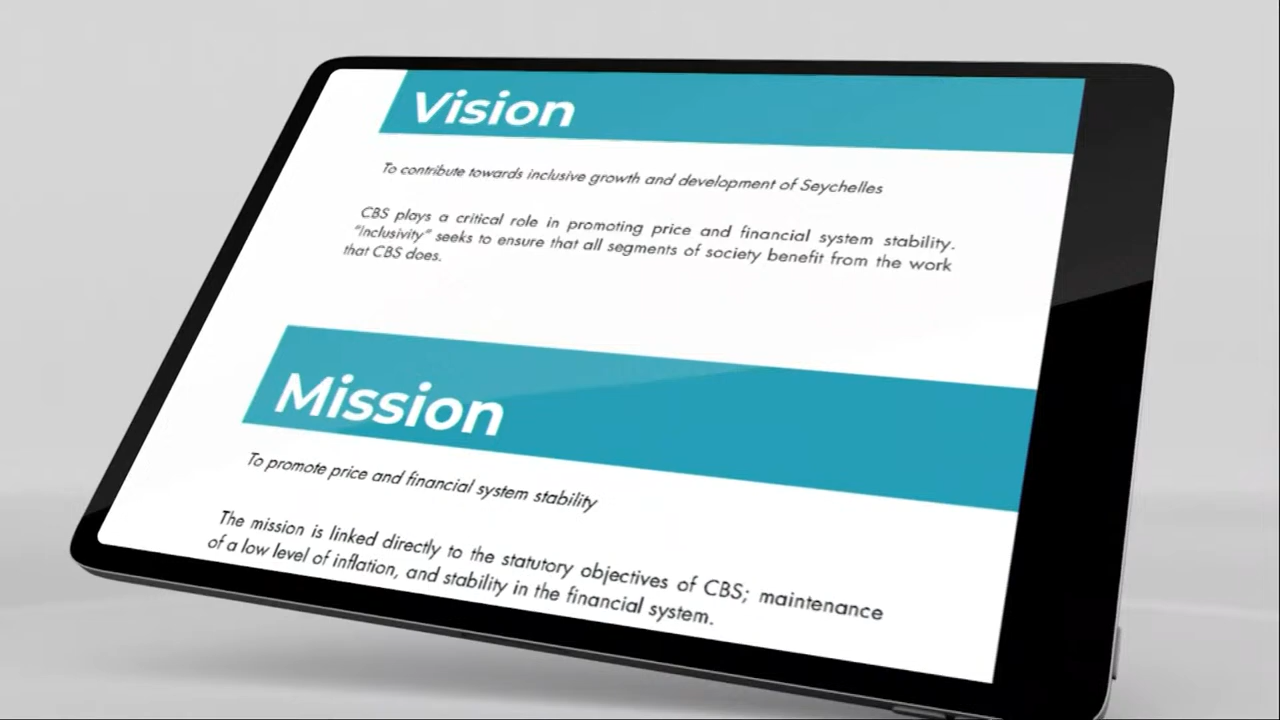 Vision
To contribute towards inclusive growth and development of Seychelles
CBS plays a critical role in promoting price and financial system stability.
"Inclusivity" seeks to ensure that all segments of society benefit from the work
that CBS does.
Mission
To promote price and financial system stability
The mission is linked directly to the statutory objectives of CBS; maintenance
of a low level of inflation, and stability in the financial system.